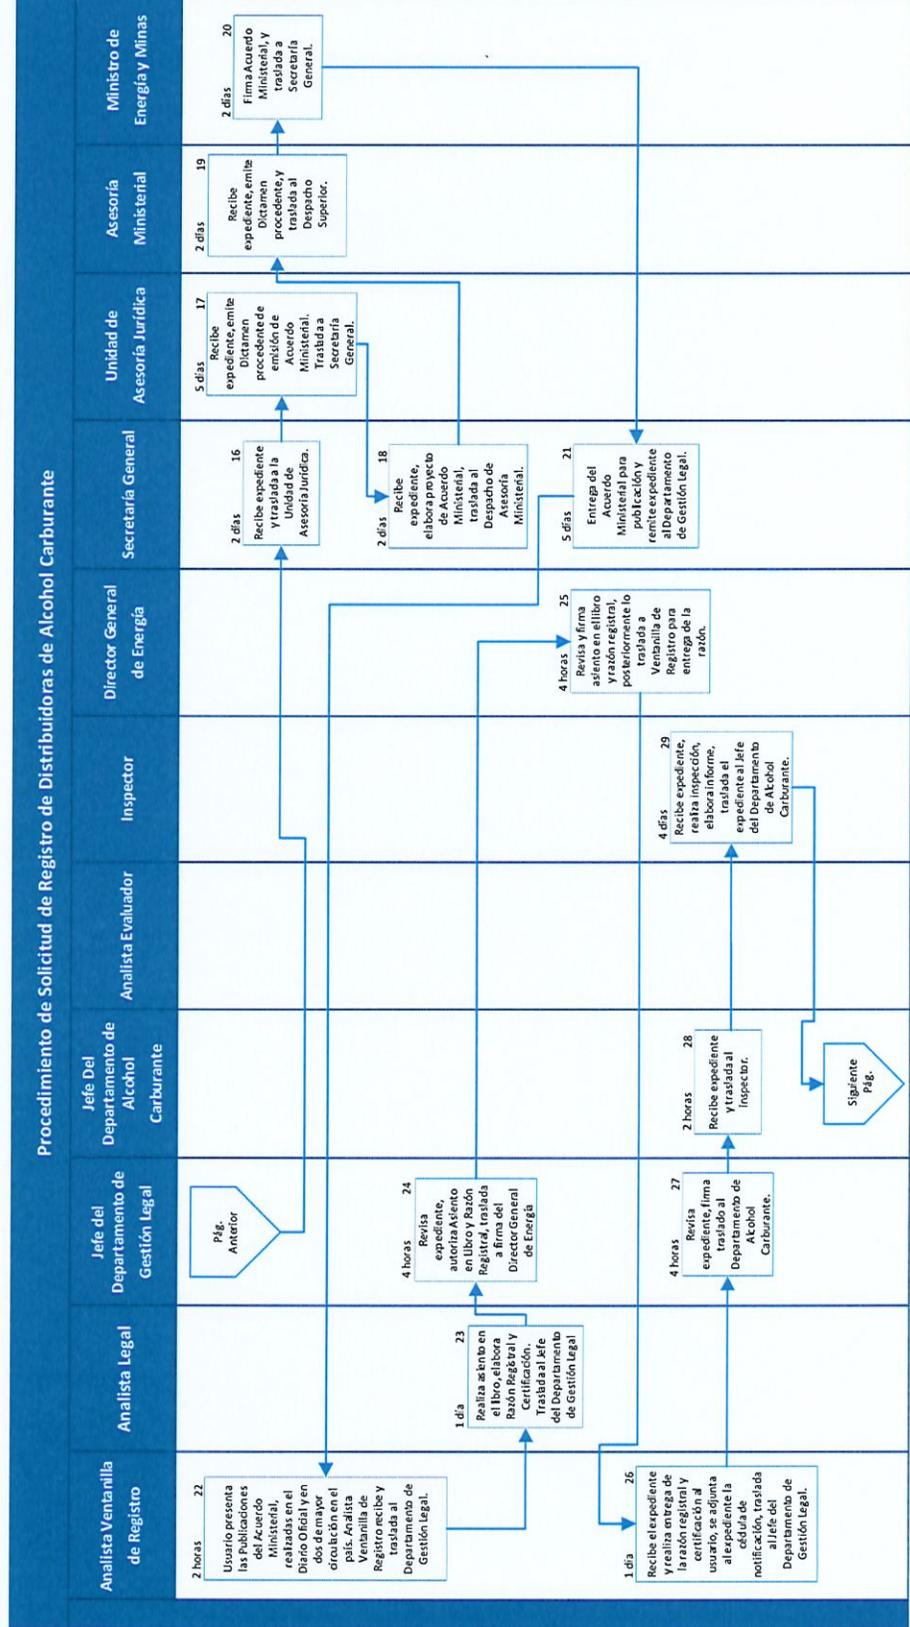 Procedimiento de Solicitud de Registro de Distribuidoras de Alcohol Carburante
Analista Ventanilla
de Registro
Analista Legal
Jefe del
Departamento de
Gestión Legal
Jefe Del
Departamento de
Alcohol
Carburante
Analista Evaluador
Inspector
Director General
de Energía
Secretaría General
Unidad de
Asesoría Jurídica
Asesoría
Ministerial
Ministro de
Energía y Minas
Pág.
Anterior
2 días
16
Recibe expediente
y traslada a la
Unidad de
Asesoría Jurídica.
5 días
17
Recibe
expediente, emite
Dictamen
procedente de
emisión de
Acuerdo
Ministerial.
Traslada a
Secretaría
General.
2 días
18
Recibe
expediente,
elabora proyecto
de Acuerdo
Ministerial,
traslada al
Despacho de
Asesoría
Ministerial.
2 días
19
Recibe
expediente, emite
Dictamen
procedente, y
traslada al
Despacho
Superior.
2 días
20
Firma Acuerdo
Ministerial, y
traslada a
Secretaría
General.
5 días
21
Entrega del
Acuerdo
Ministerial para
publicación y
remite expediente
al Departamento
de Gestión Legal.
2 horas
22
Usuario presenta
las Publicaciones
del Acuerdo
Ministerial,
realizadas en el
Diario Oficial y en
dos de mayor
circulación en el
país. Analista
Ventanilla de
Registro recibe y
traslada al
Departamento de
Gestión Legal.
1 día
23
Realiza asiento en
el libro, elabora
Razón Registral y
Certificación.
Traslada al Jefe
del Departamento
de Gestión Legal
4 horas
24
Revisa
expediente,
autoriza Asiento
en Libro y Razón
Registral, traslada
a firma del
Director General
de Energía
4 horas
25
Revisa y firma
asiento en el libro
y razón registral,
posteriormente lo
traslada a
Ventanilla de
Registro para
entrega de la
razón.
1 día
26
Recibe el expediente
y realiza entrega de
la razón registral y
certificación al
usuario, se adjunta
al expediente la
cédula de
notificación, traslada
al Jefe del
Departamento de
Gestión Legal.
4 horas
27
Revisa
expediente, firma
traslado al
Departamento de
Alcohol
Carburante.
2 horas
28
Recibe expediente
y traslada al
Inspector.
4 días
29
Recibe expediente,
realiza inspección,
elabora informe,
traslada el
expediente al Jefe
del Departamento
de Alcohol
Carburante.
Siguiente
Pág.